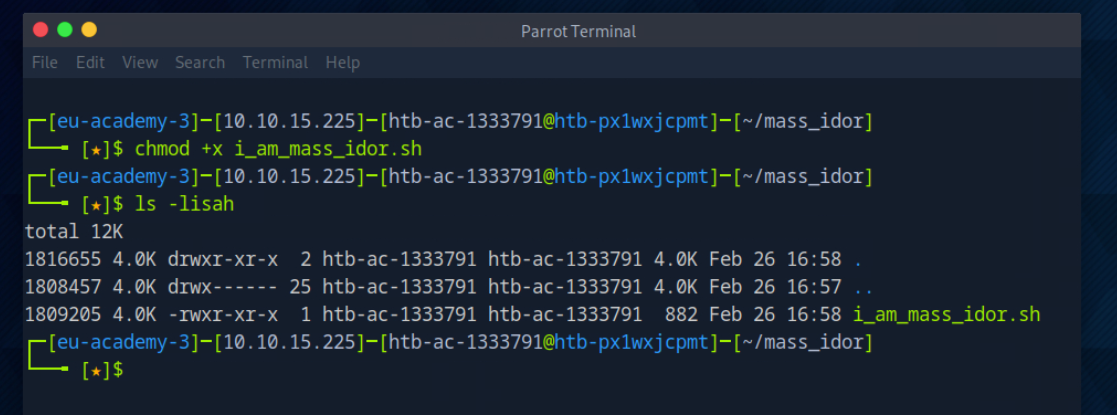 Parrot Terminal
File Edit View Search Terminal Help
┌─[eu-academy-3]─[10.10.15.225]─[htb-ac-1333791@htb-px1wxjcpmt]─[~/mass_idor]
└──╼ [★]$ chmod +x i_am_mass_idor.sh
┌─[eu-academy-3]─[10.10.15.225]─[htb-ac-1333791@htb-px1wxjcpmt]─[~/mass_idor]
└──╼ [★]$ ls -lisah
total 12K
1816655 4.0K drwxr-xr-x  2 htb-ac-1333791 htb-ac-1333791 4.0K Feb 26 16:58 .
1808457 4.0K drwx------ 25 htb-ac-1333791 htb-ac-1333791 4.0K Feb 26 16:57 ..
1809205 4.0K -rwxr-xr-x  1 htb-ac-1333791 htb-ac-1333791  882 Feb 26 16:58 i_am_mass_idor.sh
┌─[eu-academy-3]─[10.10.15.225]─[htb-ac-1333791@htb-px1wxjcpmt]─[~/mass_idor]
└──╼ [★]$